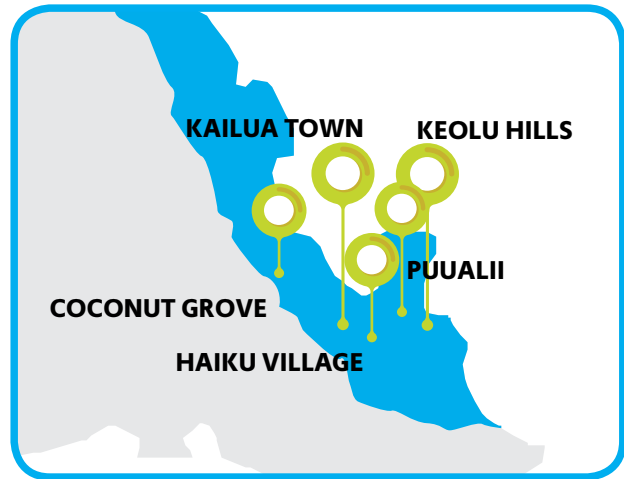 KAILUA TOWN
KEOLU HILLS
PUUALII
COCONUT GROVE
HAIKU VILLAGE